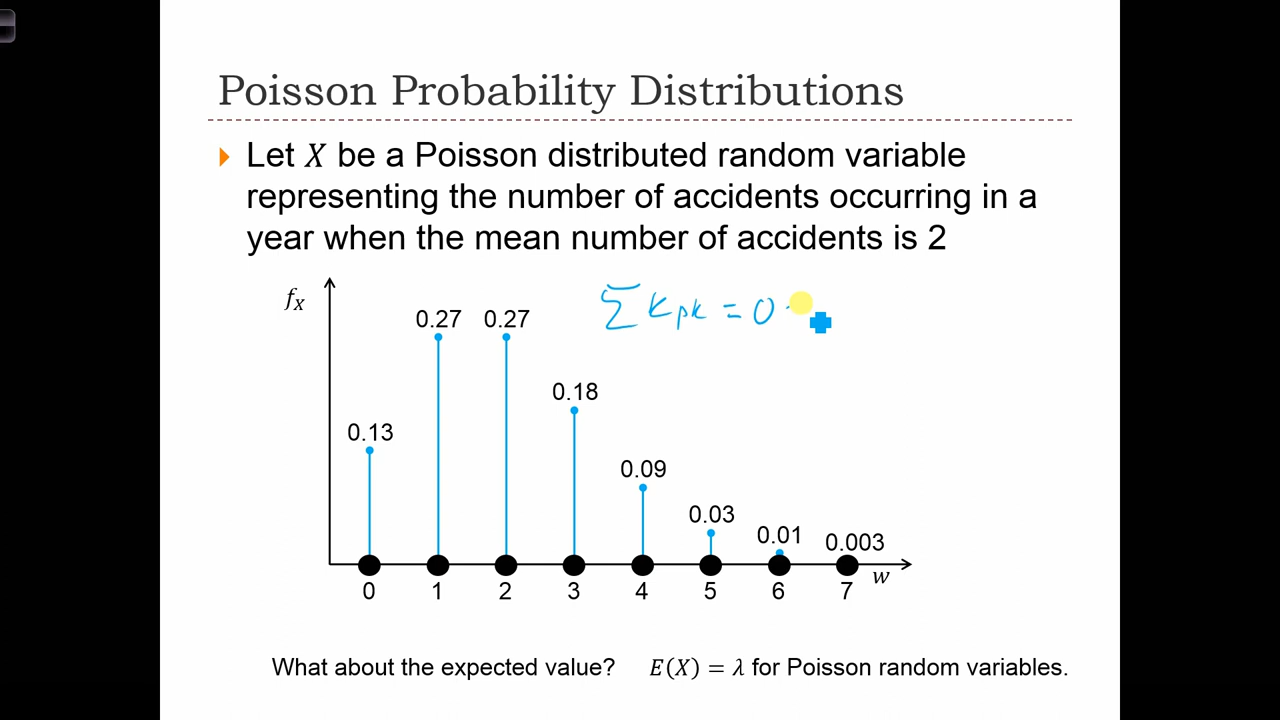 Poisson Probability Distributions
Let X be a Poisson distributed random variable
representing the number of accidents occurring in a
year when the mean number of accidents is 2
f_X
∑ k p_k = 0 ·
0.27 0.27
0.18
0.13
0.09
0.03
0.01
0.003
w
0 1 2 3 4 5 6 7
What about the expected value? E(X) = λ for Poisson random variables.